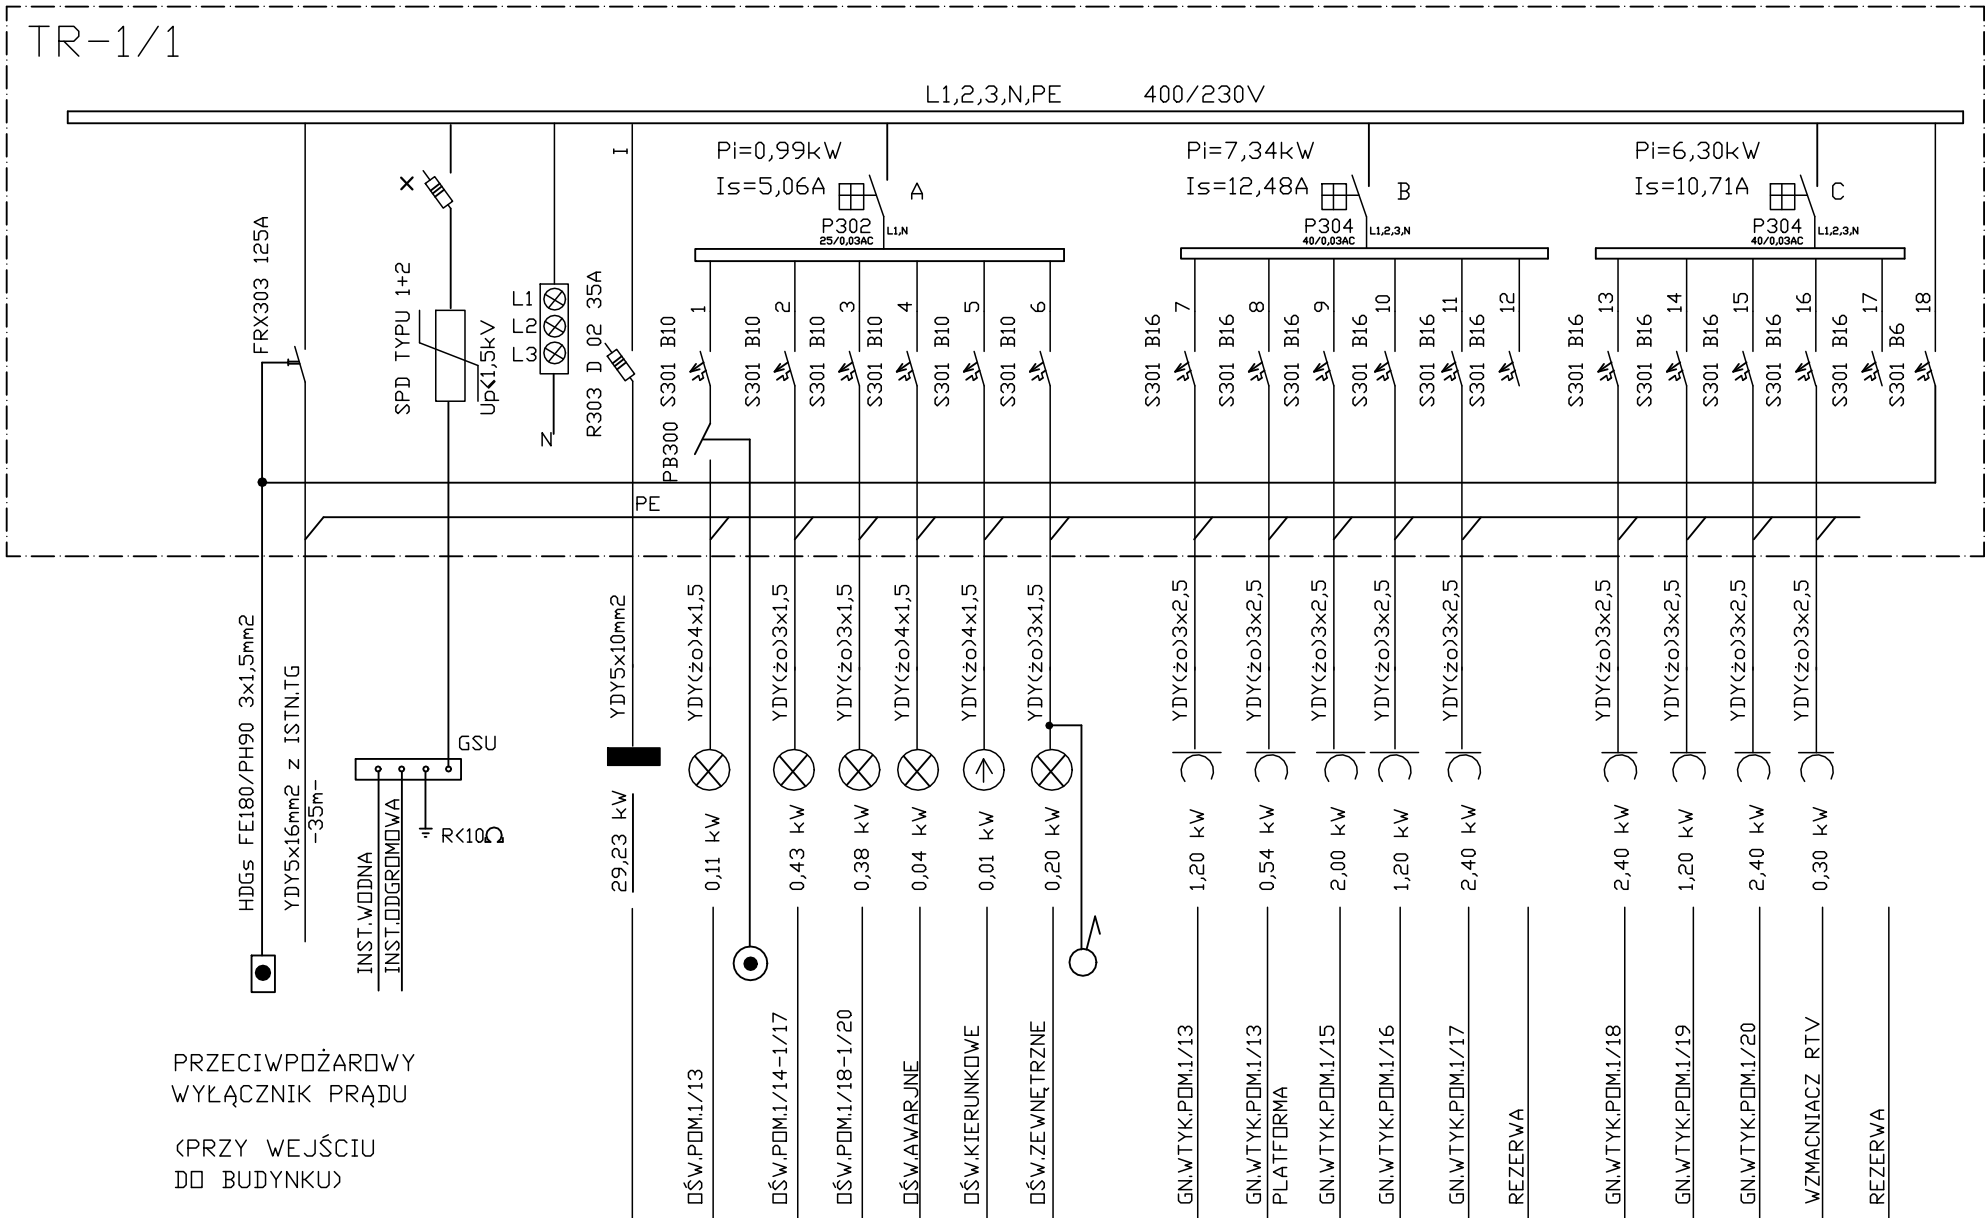 TR-1/1
L1,2,3,N,PE 400/230V
I
Pi=0,99kW
Is=5,06A
A
P302
25/0,03AC
L1,N
Pi=7,34kW
Is=12,48A
B
P304
40/0,03AC
L1,2,3,N
Pi=6,30kW
Is=10,71A
C
P304
40/0,03AC
L1,2,3,N
FRX303 125A
SPD TYPU 1+2
Up<1,5kV
L1
L2
L3
N
R303 D 02 35A
S301 B10
1
S301 B10
2
S301 B10
3
S301 B10
4
S301 B10
5
S301 B10
6
S301 B16
7
S301 B16
8
S301 B16
9
S301 B16
10
S301 B16
11
S301 B16
12
S301 B16
13
S301 B16
14
S301 B16
15
S301 B16
16
S301 B16
17
S301 B6
18
PB300
PE
HDGs FE180/PH90 3x1,5mm2
YDY5x16mm2 z ISTN.TG
-35m-
GSU
R<10Ω
INST.WODNA
INST.ODGROMOWA
YDY5x10mm2
YDY(żo)4x1,5
YDY(żo)3x1,5
YDY(żo)3x1,5
YDY(żo)4x1,5
YDY(żo)4x1,5
YDY(żo)3x1,5
YDY(żo)3x2,5
YDY(żo)3x2,5
YDY(żo)3x2,5
YDY(żo)3x2,5
YDY(żo)3x2,5
YDY(żo)3x2,5
YDY(żo)3x2,5
YDY(żo)3x2,5
YDY(żo)3x2,5
29,23 kW
0,11 kW
0,43 kW
0,38 kW
0,04 kW
0,01 kW
0,20 kW
1,20 kW
0,54 kW
2,00 kW
1,20 kW
2,40 kW
2,40 kW
1,20 kW
2,40 kW
0,30 kW
PRZECIWPOŻAROWY
WYŁĄCZNIK PRĄDU
(PRZY WEJŚCIU
DO BUDYNKU)
OŚW.POM.1/13
OŚW.POM.1/14-1/17
OŚW.POM.1/18-1/20
OŚW.AWARJNE
OŚW.KIERUNKOWE
OŚW.ZEWNĘTRZNE
GN.WTYK.POM.1/13
GN.WTYK.POM.1/13
PLATFORMA
GN.WTYK.POM.1/15
GN.WTYK.POM.1/16
GN.WTYK.POM.1/17
REZERWA
GN.WTYK.POM.1/18
GN.WTYK.POM.1/19
GN.WTYK.POM.1/20
WZMACNIACZ RTV
REZERWA